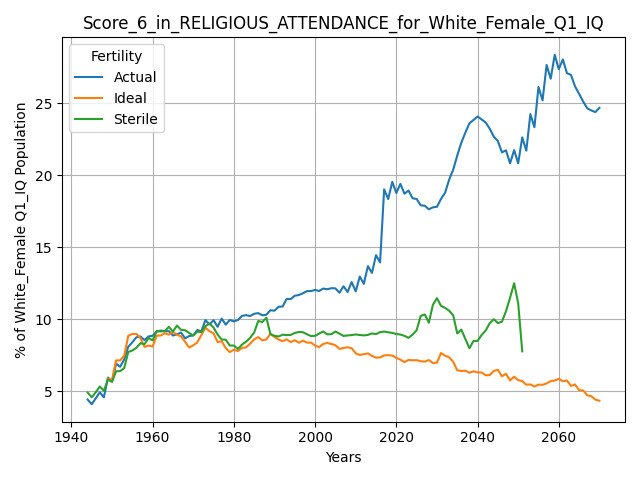 Score_6_in_RELIGIOUS_ATTENDANCE_for_White_Female_Q1_IQ
Fertility
Actual
Ideal
Sterile
% of White_Female Q1_IQ Population
25
20
15
10
5
1940 1960 1980 2000 2020 2040 2060
Years